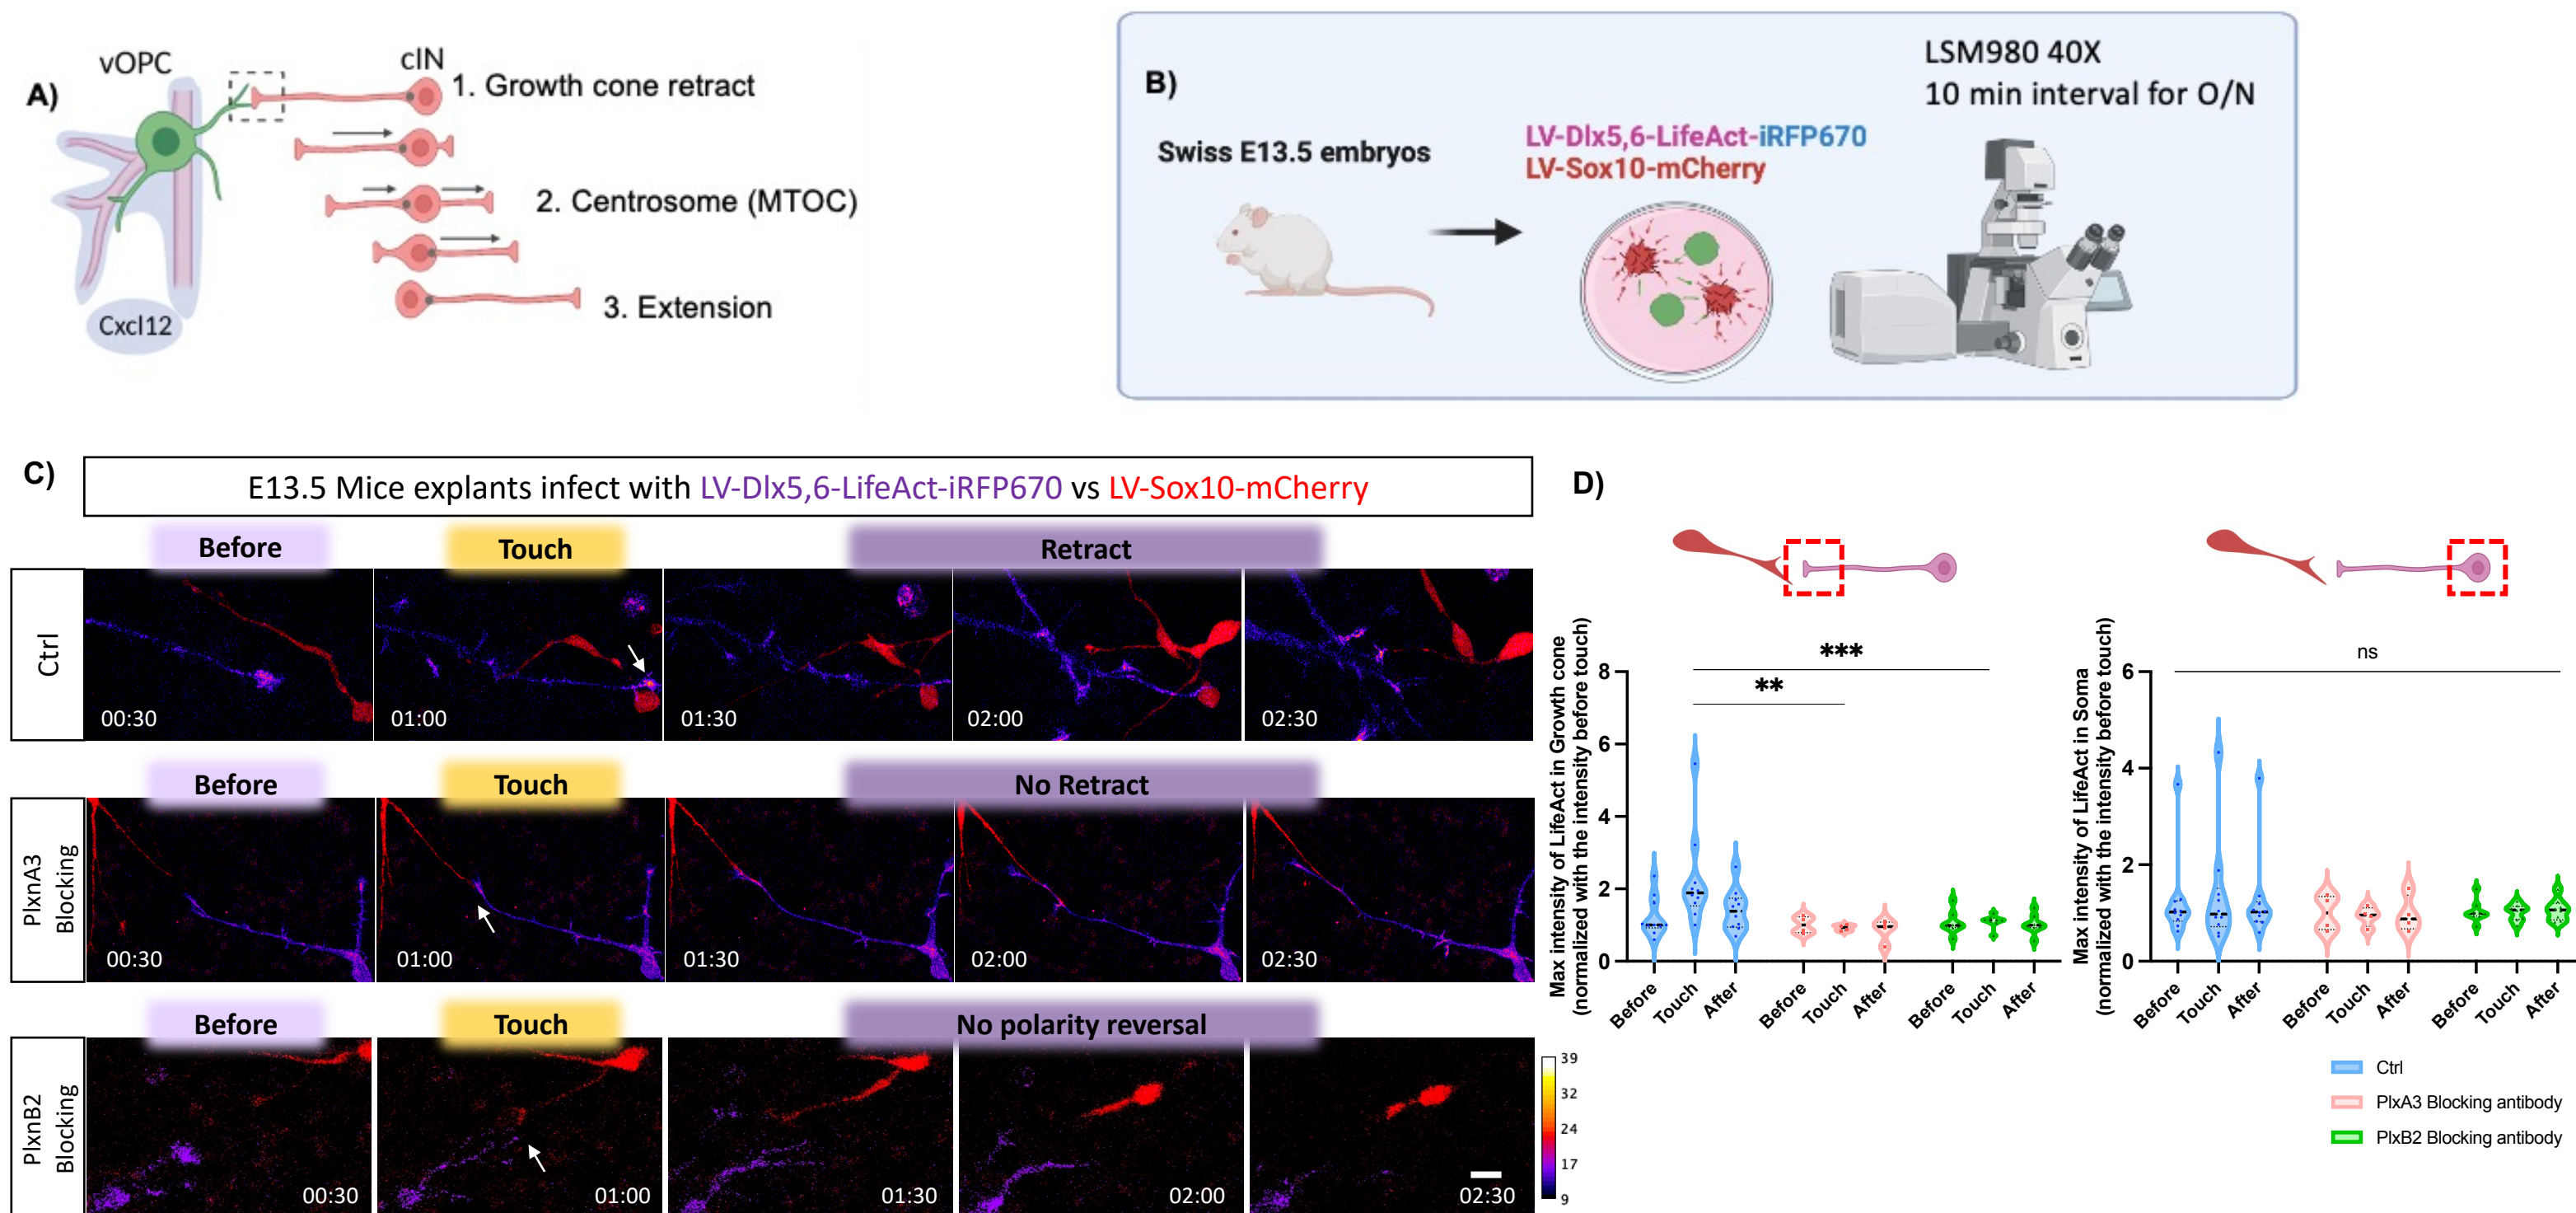 A)
vOPC
cIN
1. Growth cone retract
2. Centrosome (MTOC)
3. Extension
Cxcl12
B)
Swiss E13.5 embryos
LV-Dlx5,6-LifeAct-iRFP670
LV-Sox10-mCherry
LSM980 40X
10 min interval for O/N
C)
E13.5 Mice explants infect with LV-Dlx5,6-LifeAct-iRFP670 vs LV-Sox10-mCherry
Before
Touch
Retract
Ctrl
00:30
01:00
01:30
02:00
02:30
Before
Touch
No Retract
PlxnA3
Blocking
00:30
01:00
01:30
02:00
02:30
Before
Touch
No polarity reversal
PlxnB2
Blocking
00:30
01:00
01:30
02:00
02:30
39
32
24
17
9
D)
Max intensity of LifeAct in Growth cone
(normalized with the intensity before touch)
8
6
4
2
0
***
**
Before
Touch
After
Before
Touch
After
Before
Touch
After
Max intensity of LifeAct in Soma
(normalized with the intensity before touch)
6
4
2
0
ns
Before
Touch
After
Before
Touch
After
Before
Touch
After
Ctrl
PlxA3 Blocking antibody
PlxB2 Blocking antibody